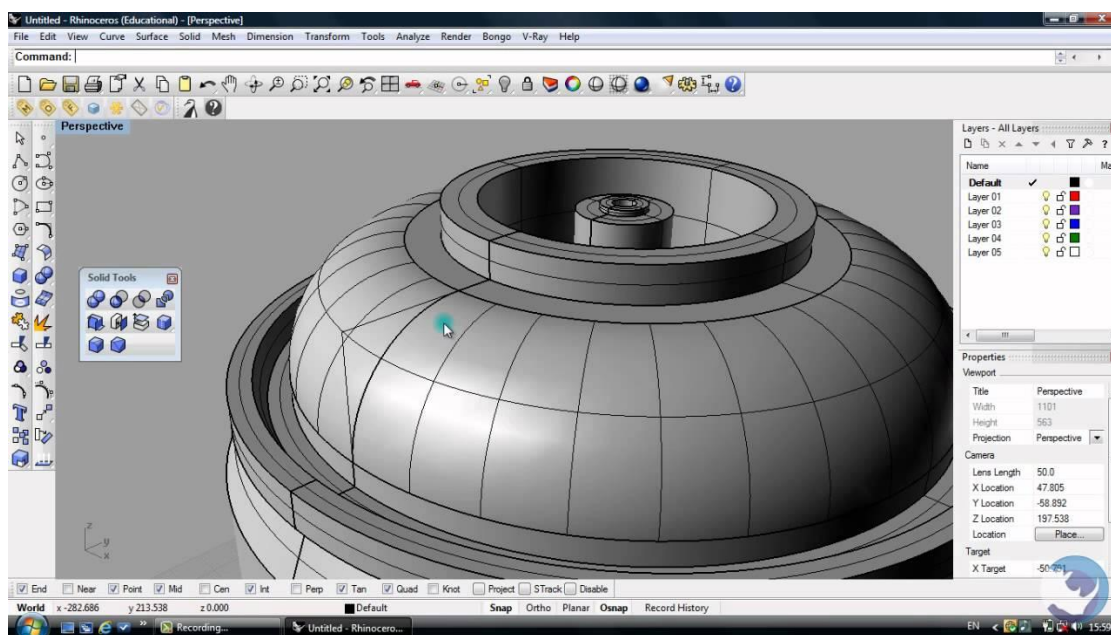 Untitled - Rhinoceros (Educational) - [Perspective]
File Edit View Curve Surface Solid Mesh Dimension Transform Tools Analyze Render Bongo V-Ray Help
Command:
Perspective
Layers - All Layers
Name
Default
Layer 01
Layer 02
Layer 03
Layer 04
Layer 05
Solid Tools
Properties
Viewport
Title Perspective
Width 1101
Height 563
Projection Perspective
Camera
Lens Length 50.0
X Location 47.805
Y Location -58.892
Z Location 197.538
Location Place...
Target
X Target
z
y
x
End Near Point Mid Cen Int Perp Tan Quad Knot Project STrack Disable
World x -282.686 y 213.538 z 0.000 Default Snap Ortho Planar Osnap Record History
Recording... Untitled - Rhinocero... EN 15:59